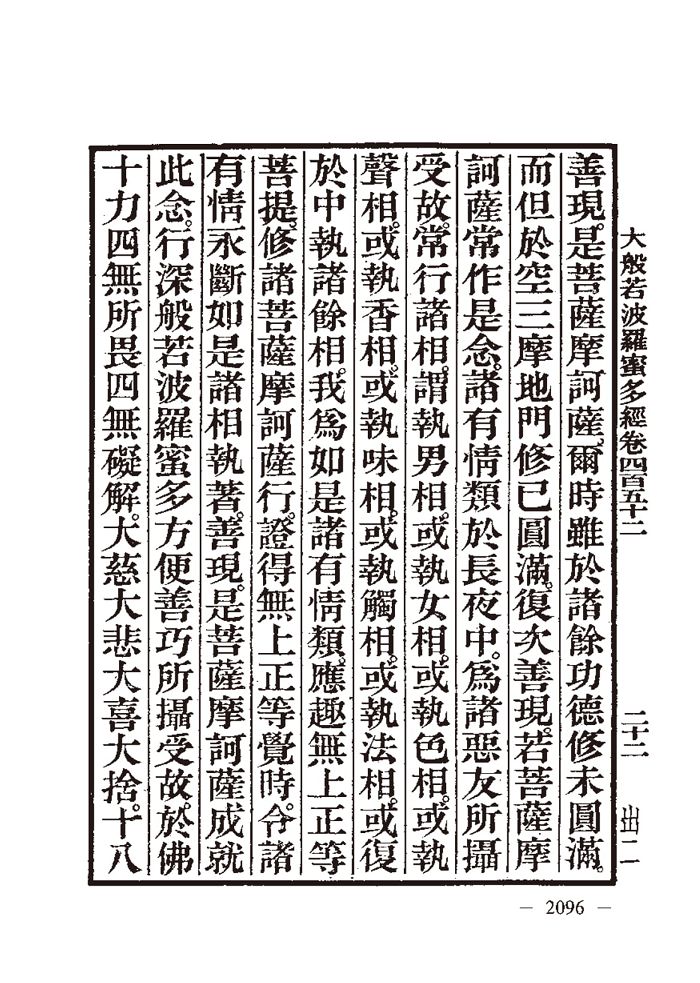 大般若波羅蜜多經卷四百五十二 二十二 出二
善現。是菩薩摩訶薩。爾時雖於諸餘功德修未圓滿。
而但於空三摩地門修已圓滿。復次善現。若菩薩摩
訶薩常作是念。諸有情類於長夜中。爲諸惡友所攝
受故。常行諸相。謂執男相。或執女相。或執色相。或執
聲相。或執香相。或執味相。或執觸相。或執法相。或復
於中執諸餘相。我爲如是諸有情類。應趣無上正等
菩提。修諸菩薩摩訶薩行。證得無上正等覺時。令諸
有情永斷如是諸相執著。善現。是菩薩摩訶薩成就
此念。行深般若波羅蜜多方便善巧所攝受故。於佛
十力四無所畏四無礙解。大慈大悲大喜大捨。十八
— 2096 —